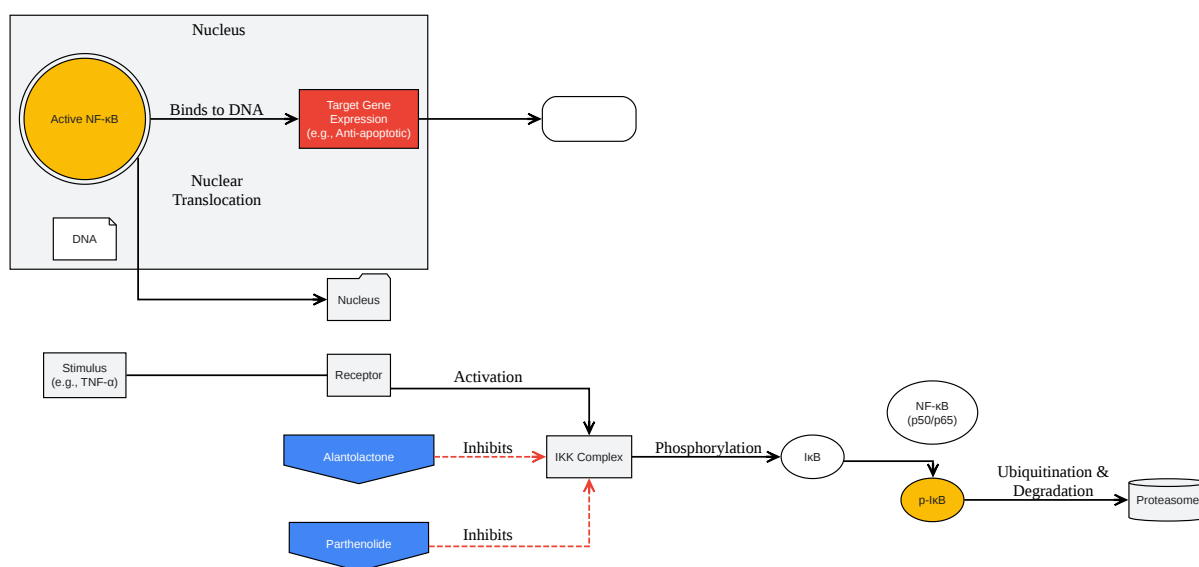 Nucleus
Active NF-κB
Binds to DNA
Target Gene
Expression
(e.g., Anti-apoptotic)
Nuclear
Translocation
DNA
Nucleus
Stimulus
(e.g., TNF-α)
Receptor
Activation
NF-κB
(p50/p65)
Alantolactone
Inhibits
IKK Complex
Phosphorylation
IκB
Ubiquitination &
Degradation
p-IκB
Proteasome
Parthenolide
Inhibits